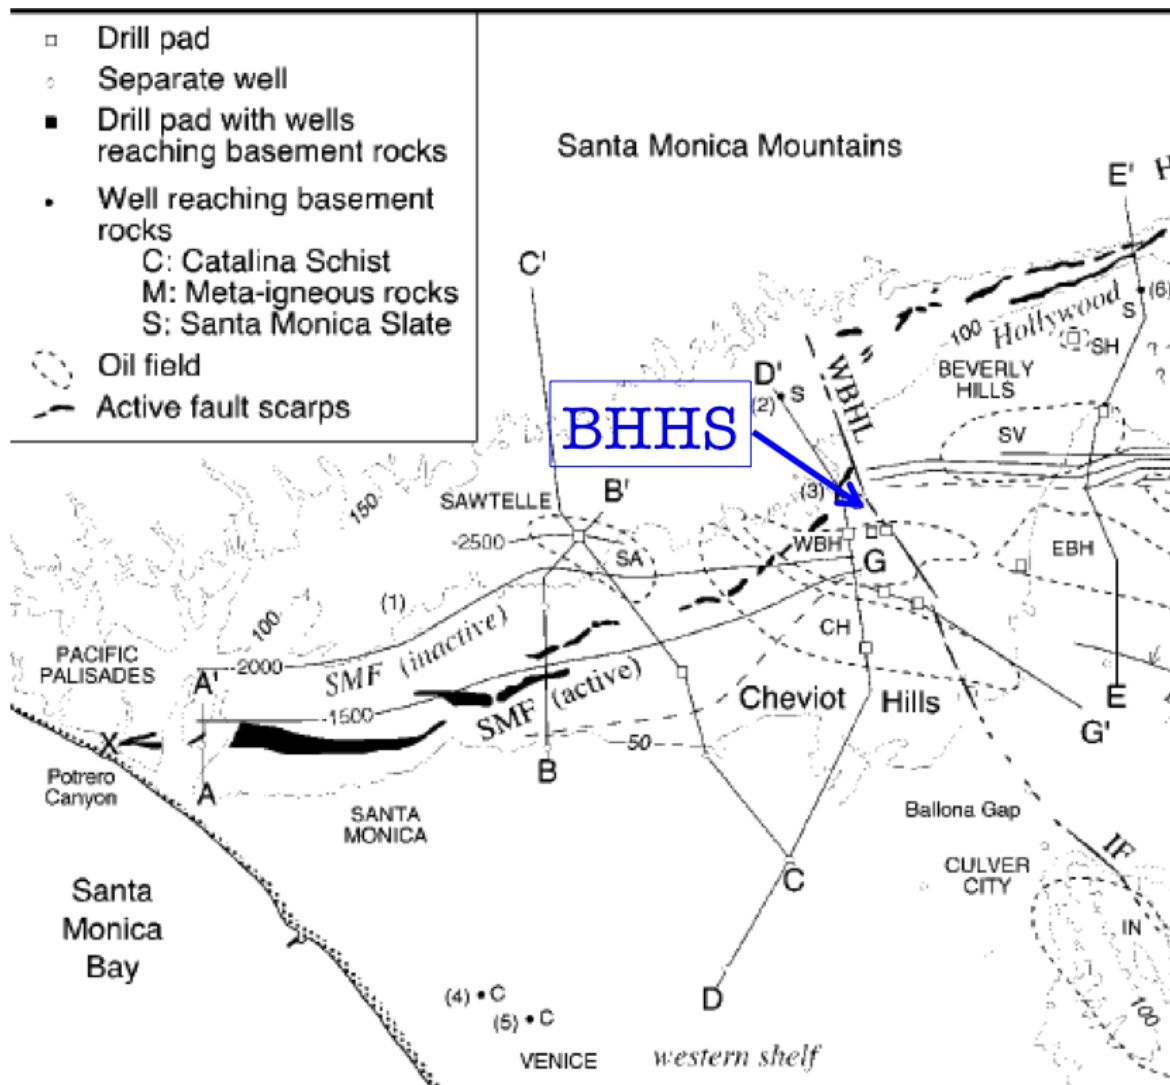 Drill pad
Separate well
Drill pad with wells
reaching basement rocks
Well reaching basement
rocks
C: Catalina Schist
M: Meta-igneous rocks
S: Santa Monica Slate
Oil field
Active fault scarps
Santa Monica Mountains
E'
H
C'
Hollywood
100
S
(6)
SH
WBHL
D'
S
(2)
BEVERLY
HILLS
BHHS
SV
150
SAWTELLE
B'
(3)
2500
SA
WBH
G
EBH
(1)
100
SMF (inactive)
CH
PACIFIC
PALISADES
A'
2000
1500
SMF (active)
Cheviot Hills
E
G'
X
50
B
Potrero
Canyon
A
SANTA
MONICA
Ballona Gap
IF
CULVER
CITY
C
Santa
Monica
Bay
IN
D
(4) C
(5) C
100
VENICE
western shelf